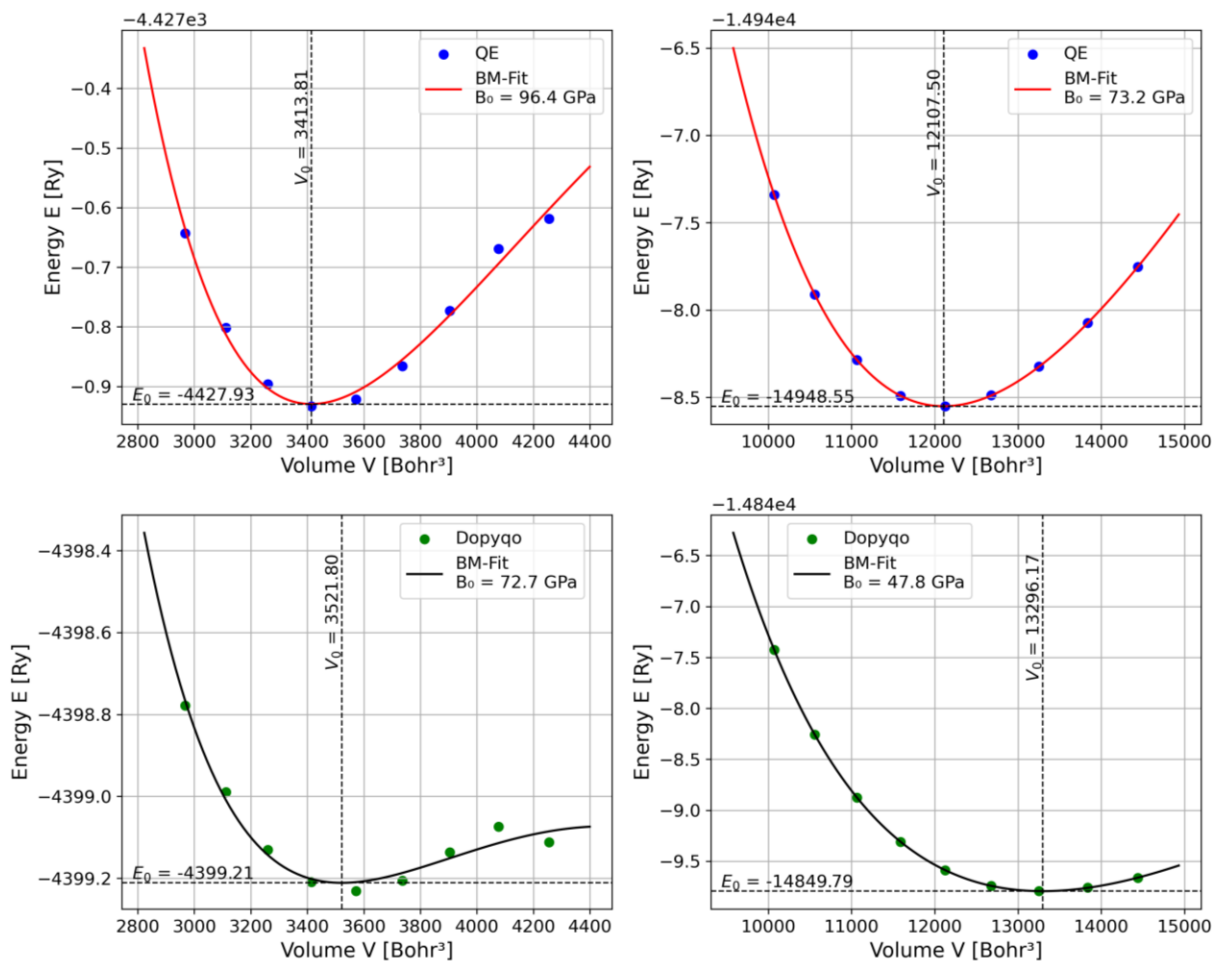 −4.427e3
QE
BM-Fit
B₀ = 96.4 GPa
V₀ = 3413.81
E₀ = -4427.93
−0.4
−0.5
−0.6
−0.7
−0.8
−0.9
Energy E [Ry]
2800 3000 3200 3400 3600 3800 4000 4200 4400
Volume V [Bohr³]
−1.494e4
QE
BM-Fit
B₀ = 73.2 GPa
V₀ = 12107.50
E₀ = -14948.55
−6.5
−7.0
−7.5
−8.0
−8.5
Energy E [Ry]
10000 11000 12000 13000 14000 15000
Volume V [Bohr³]
Dopyqo
BM-Fit
B₀ = 72.7 GPa
V₀ = 3521.80
E₀ = -4399.21
−4398.4
−4398.6
−4398.8
−4399.0
−4399.2
Energy E [Ry]
2800 3000 3200 3400 3600 3800 4000 4200 4400
Volume V [Bohr³]
−1.484e4
Dopyqo
BM-Fit
B₀ = 47.8 GPa
V₀ = 13296.17
E₀ = -14849.79
−6.5
−7.0
−7.5
−8.0
−8.5
−9.0
−9.5
Energy E [Ry]
10000 11000 12000 13000 14000 15000
Volume V [Bohr³]